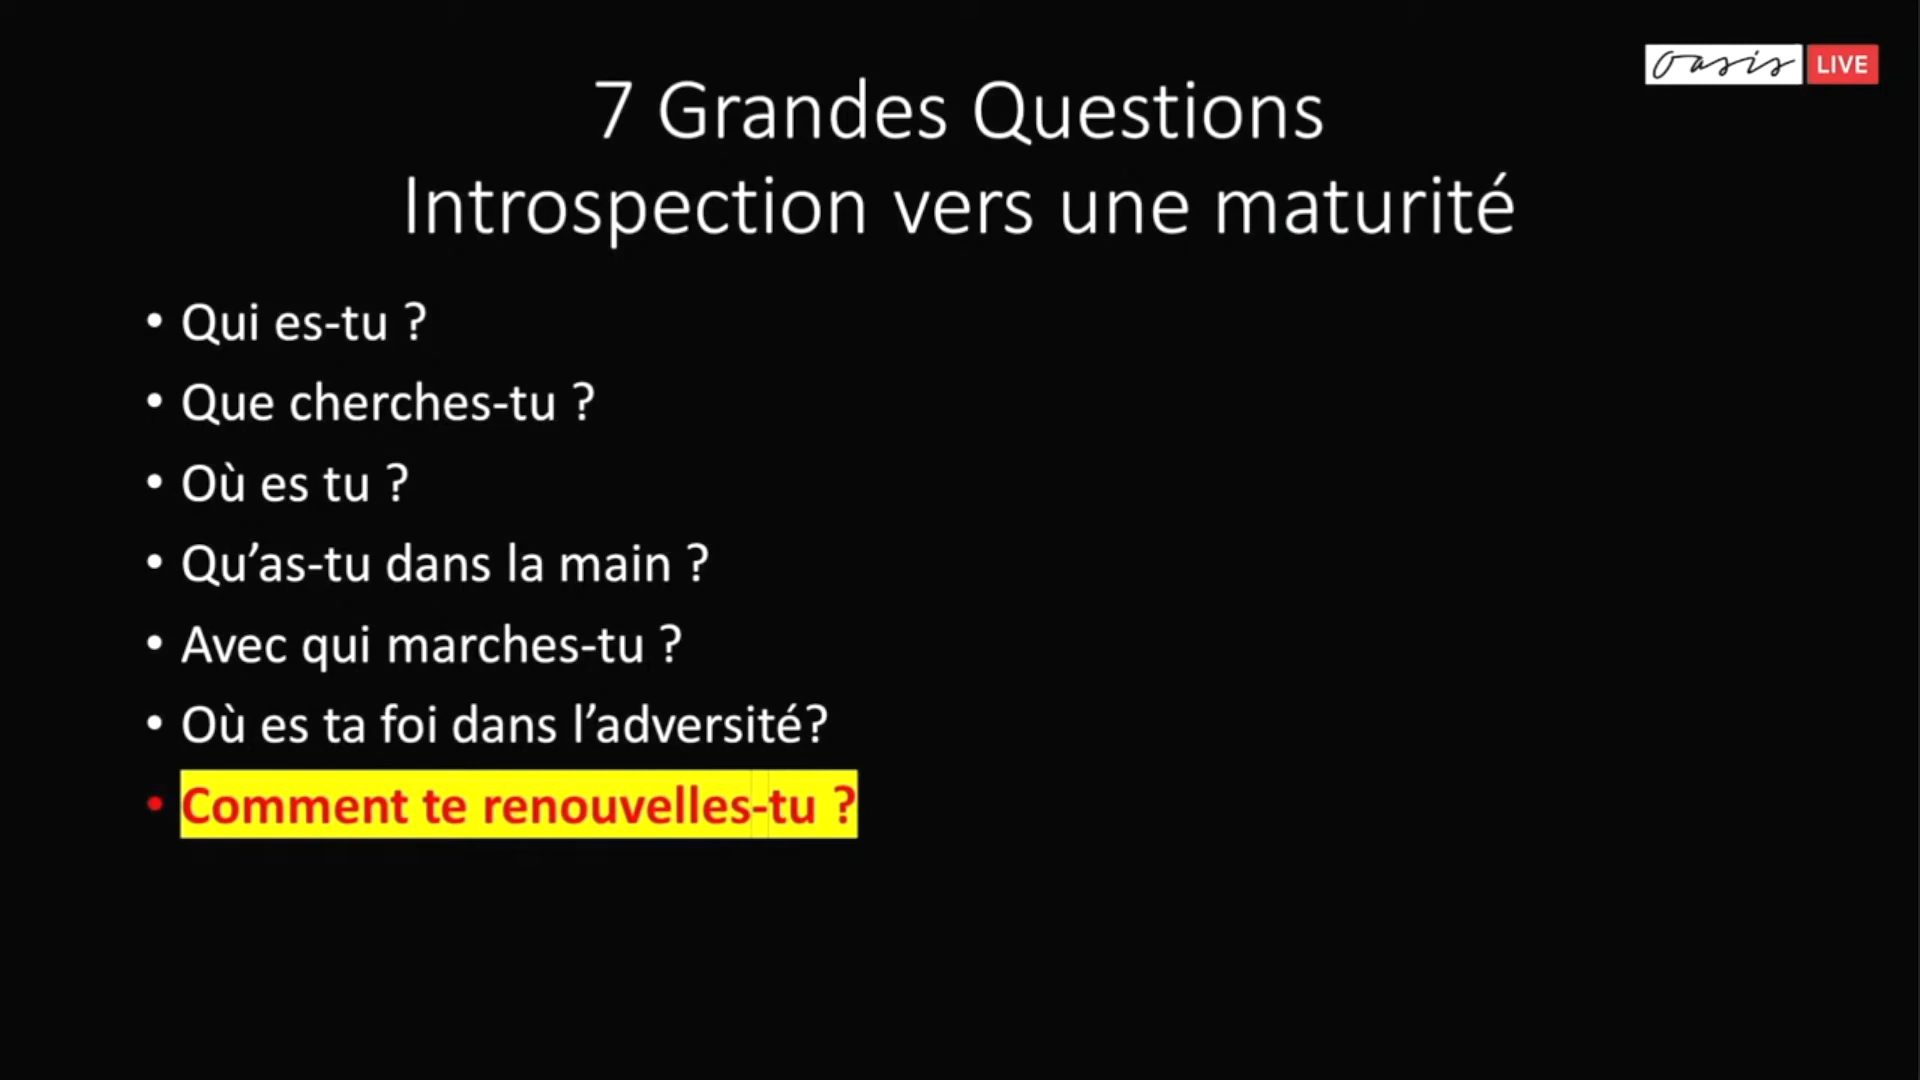 oasis LIVE
7 Grandes Questions
Introspection vers une maturité
• Qui es-tu ?
• Que cherches-tu ?
• Où es tu ?
• Qu’as-tu dans la main ?
• Avec qui marches-tu ?
• Où es ta foi dans l’adversité?
• Comment te renouvelles-tu ?